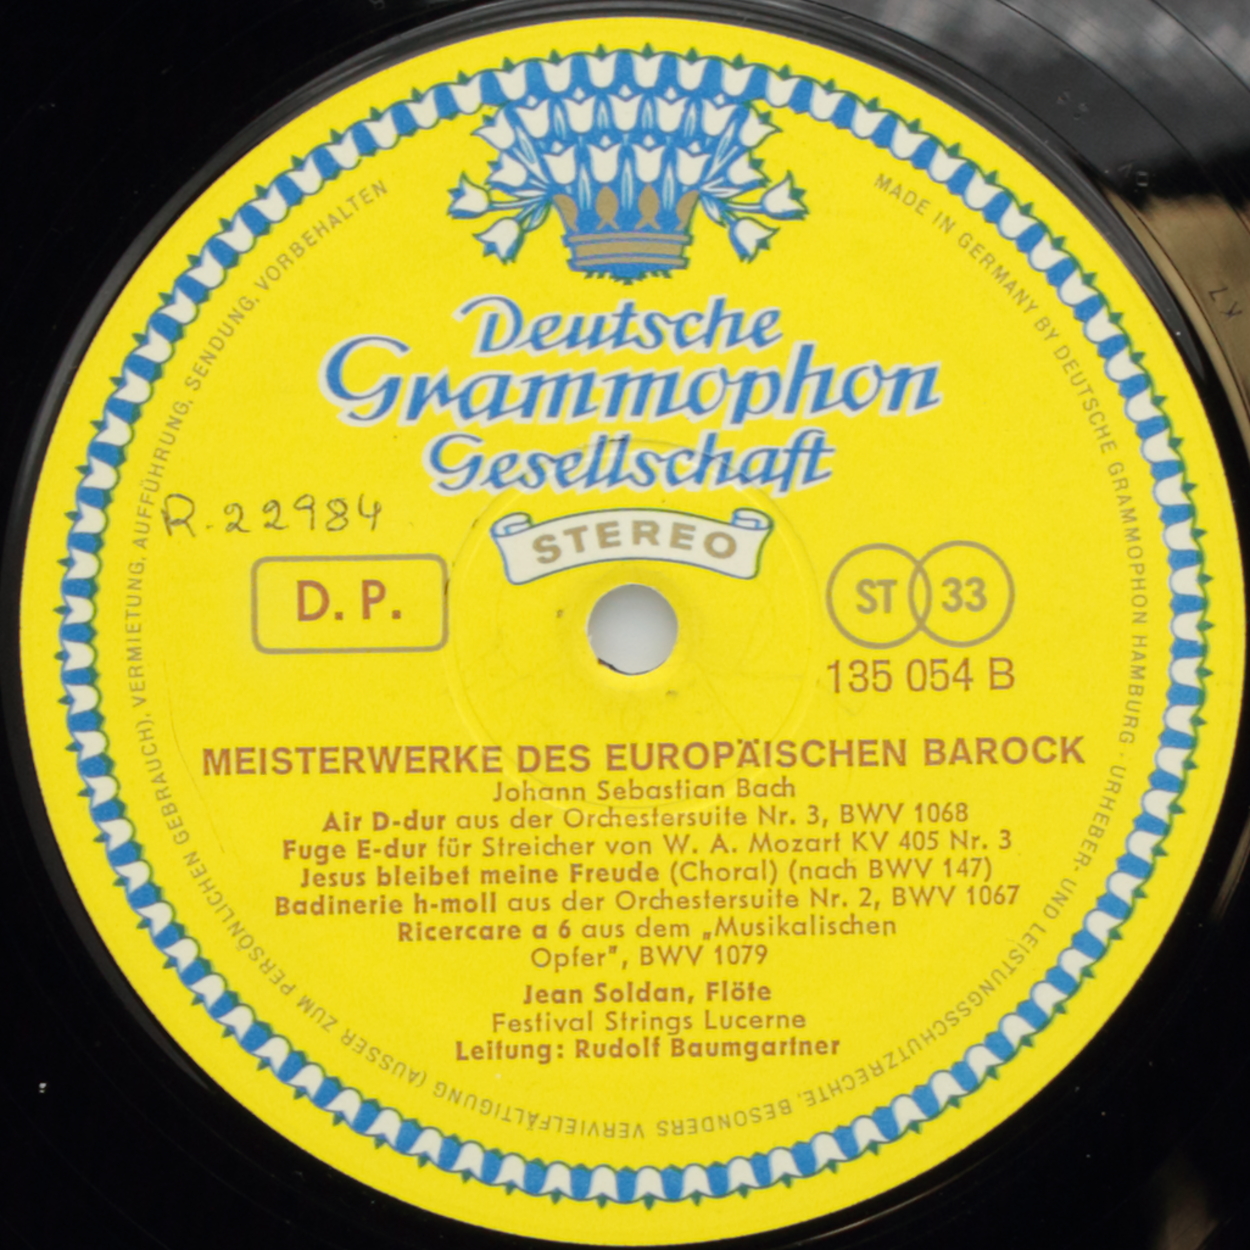 Deutsche
Grammophon
Gesellschaft
STEREO
R. 22984
D. P.
ST 33
135 054 B
MEISTERWERKE DES EUROPÄISCHEN BAROCK
Johann Sebastian Bach
Air D-dur aus der Orchestersuite Nr. 3, BWV 1068
Fuge E-dur für Streicher von W. A. Mozart KV 405 Nr. 3
Jesus bleibet meine Freude (Choral) (nach BWV 147)
Badinerie h-moll aus der Orchestersuite Nr. 2, BWV 1067
Ricercare a 6 aus dem „Musikalischen
Opfer", BWV 1079
Jean Soldan, Flöte
Festival Strings Lucerne
Leitung: Rudolf Baumgartner
MADE IN GERMANY BY DEUTSCHE GRAMMOPHON HAMBURG · URHEBER- UND LEISTUNGSSCHUTZRECHTE, BESONDERS VERVIELFÄLTIGUNG (AUSSER ZUM PERSÖNLICHEN GEBRAUCH), VERMIETUNG, AUFFÜHRUNG, SENDUNG, VORBEHALTEN